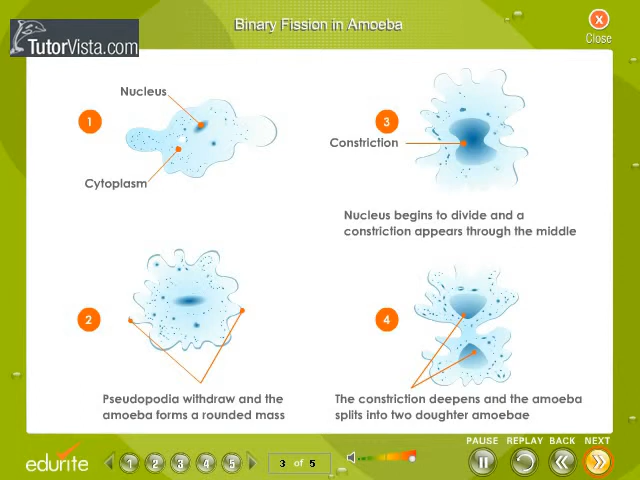 Binary Fission in Amoeba
TutorVista.com
Close
1
Nucleus
Cytoplasm
2
Pseudopodia withdraw and the
amoeba forms a rounded mass
3
Constriction
Nucleus begins to divide and a
constriction appears through the middle
4
The constriction deepens and the amoeba
splits into two doughter amoebae
edurite
1 2 3 4 5
3 of 5
PAUSE REPLAY BACK NEXT